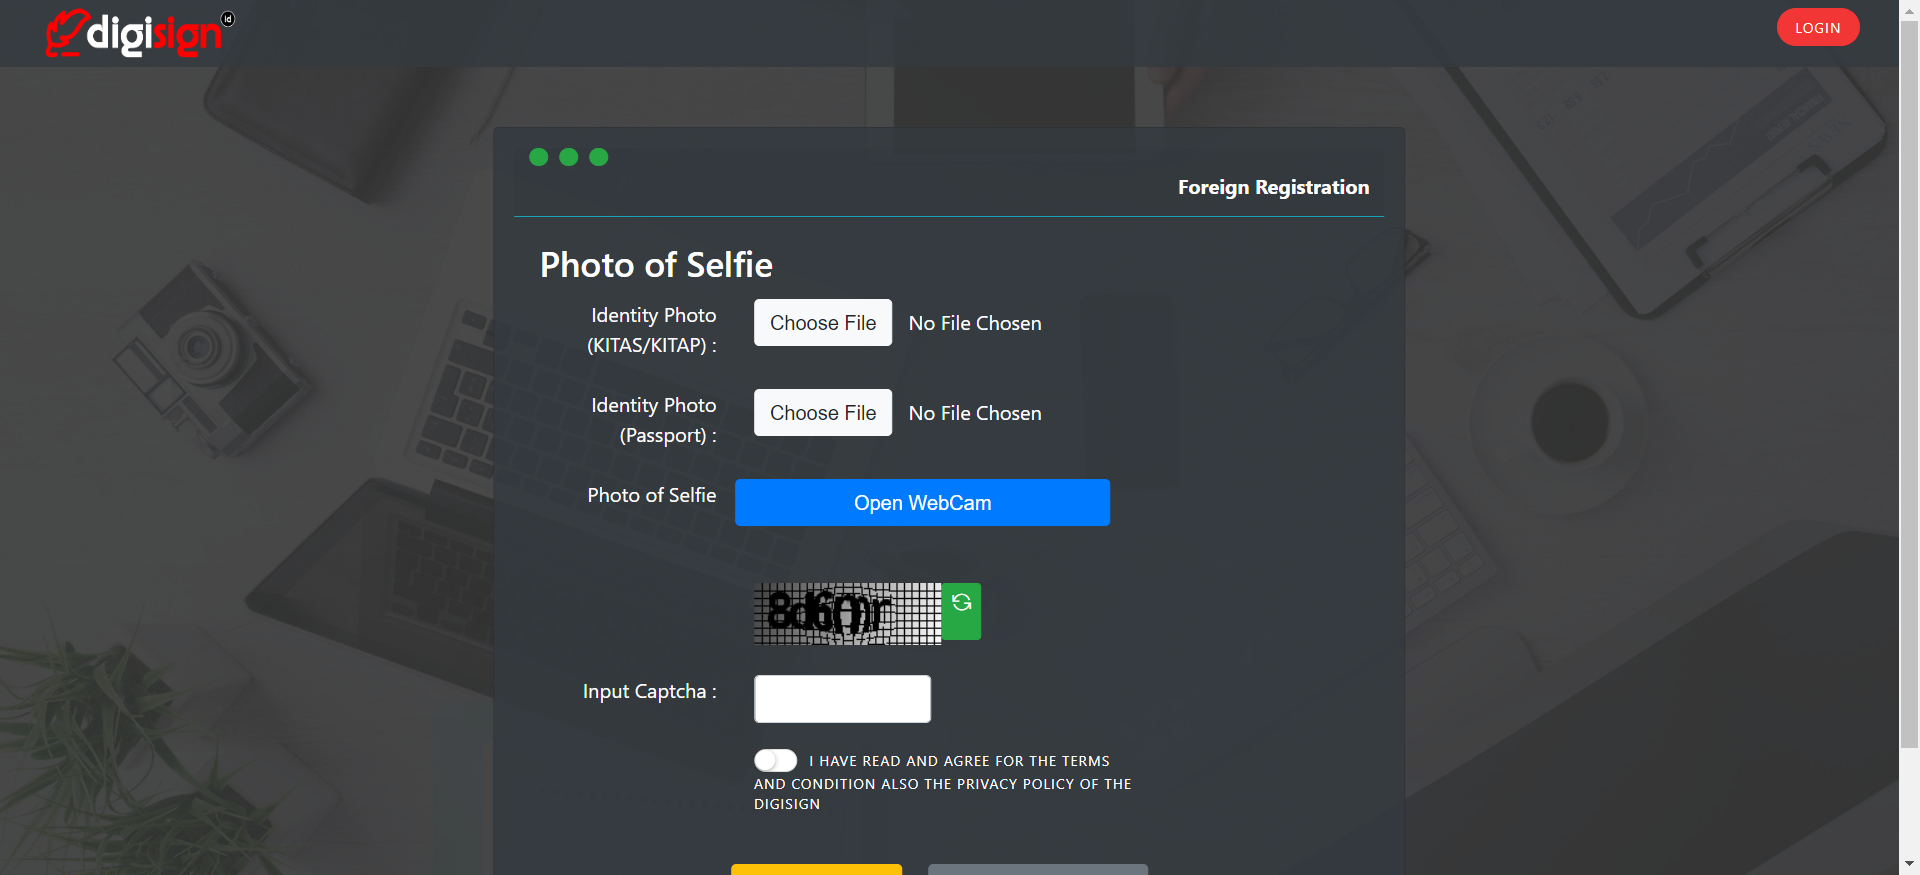 digisign id
LOGIN
Foreign Registration
Photo of Selfie
Identity Photo
(KITAS/KITAP) :
Choose File
No File Chosen
Identity Photo
(Passport) :
Choose File
No File Chosen
Photo of Selfie
Open WebCam
8d6mr
Input Captcha :
I HAVE READ AND AGREE FOR THE TERMS
AND CONDITION ALSO THE PRIVACY POLICY OF THE
DIGISIGN